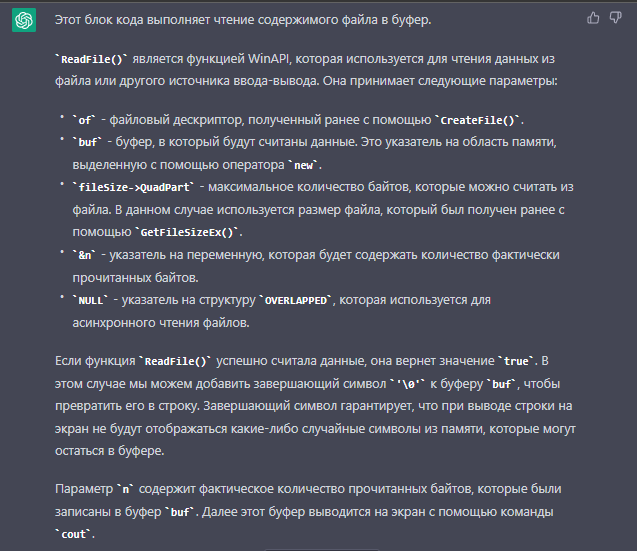 Этот блок кода выполняет чтение содержимого файла в буфер.
`ReadFile()` является функцией WinAPI, которая используется для чтения данных из
файла или другого источника ввода-вывода. Она принимает следующие параметры:
• `of` - файловый дескриптор, полученный ранее с помощью `CreateFile()`.
• `buf` - буфер, в который будут считаны данные. Это указатель на область памяти,
выделенную с помощью оператора `new`.
• `fileSize->QuadPart` - максимальное количество байтов, которые можно считать из
файла. В данном случае используется размер файла, который был получен ранее с
помощью `GetFileSizeEx()`.
• `&n` - указатель на переменную, которая будет содержать количество фактически
прочитанных байтов.
• `NULL` - указатель на структуру `OVERLAPPED`, которая используется для
асинхронного чтения файлов.
Если функция `ReadFile()` успешно считала данные, она вернет значение `true`. В
этом случае мы можем добавить завершающий символ `'\0'` к буферу `buf`, чтобы
превратить его в строку. Завершающий символ гарантирует, что при выводе строки на
экран не будут отображаться какие-либо случайные символы из памяти, которые могут
остаться в буфере.
Параметр `n` содержит фактическое количество прочитанных байтов, которые были
записаны в буфер `buf`. Далее этот буфер выводится на экран с помощью команды
`cout`.